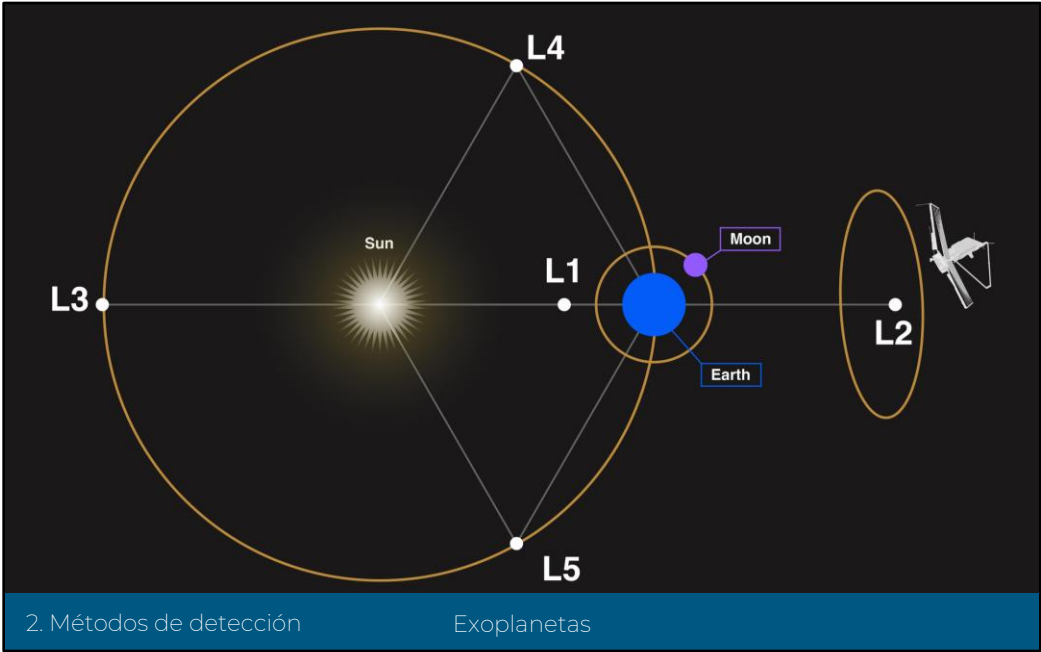 L4
Sun
Moon
L1
L3
L2
Earth
L5
2. Métodos de detección
Exoplanetas